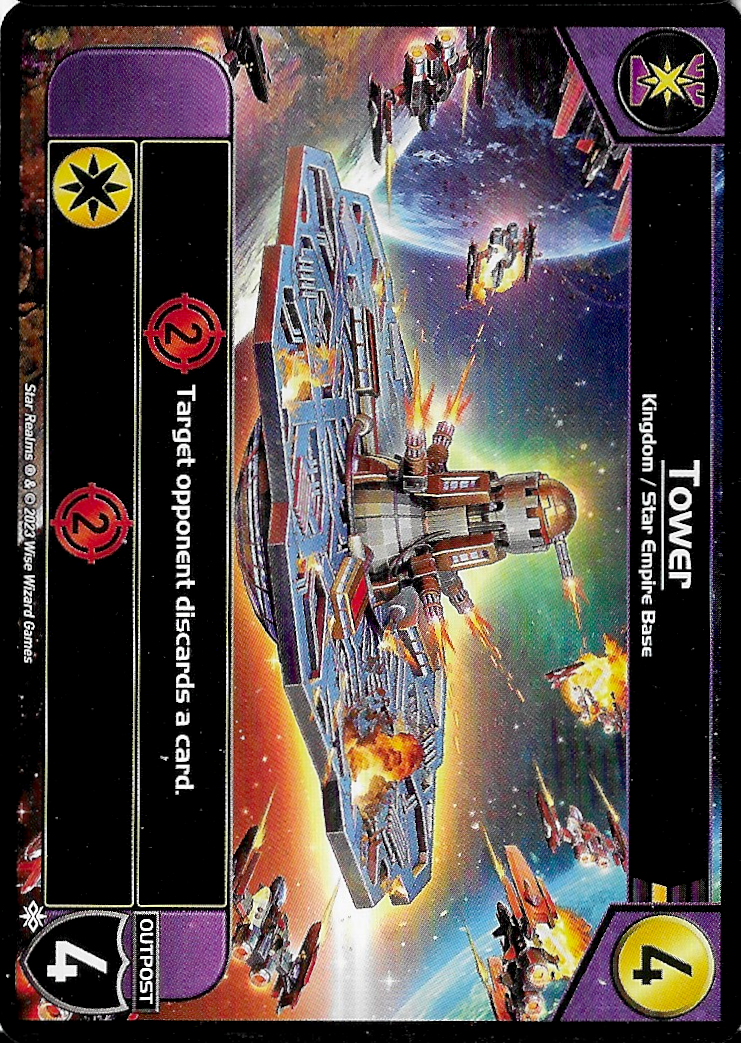 Tower
Kingdom / Star Empire Base
4
2 Target opponent discards a card.
2
OUTPOST
4
Star Realms ® & © 2023 Wise Wizard Games